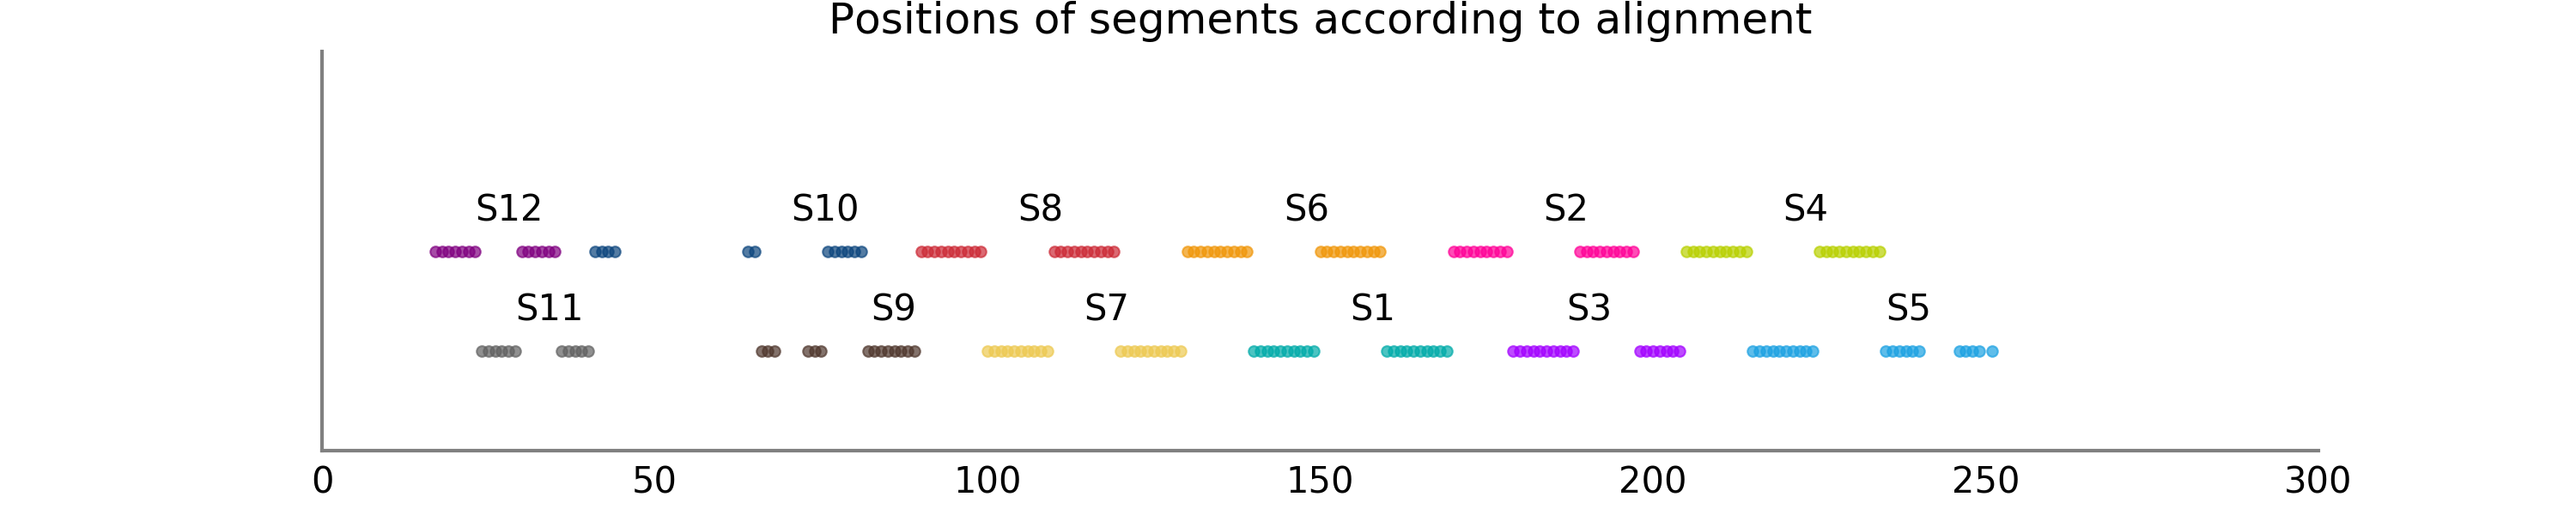 Positions of segments according to alignment
S12 S10 S8 S6 S2 S4
S11 S9 S7 S1 S3 S5
0 50 100 150 200 250 300